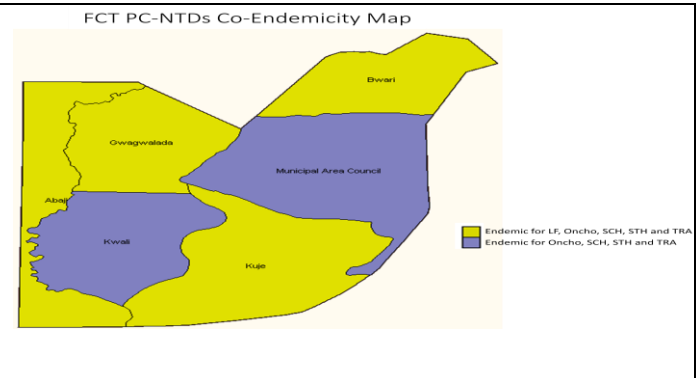 FCT PC-NTDs Co-Endemicity Map
Bwari
Gwagwalada
Municipal Area Council
Abaji
Kwali
Kuje
Endemic for LF, Oncho, SCH, STH and TRA
Endemic for Oncho, SCH, STH and TRA